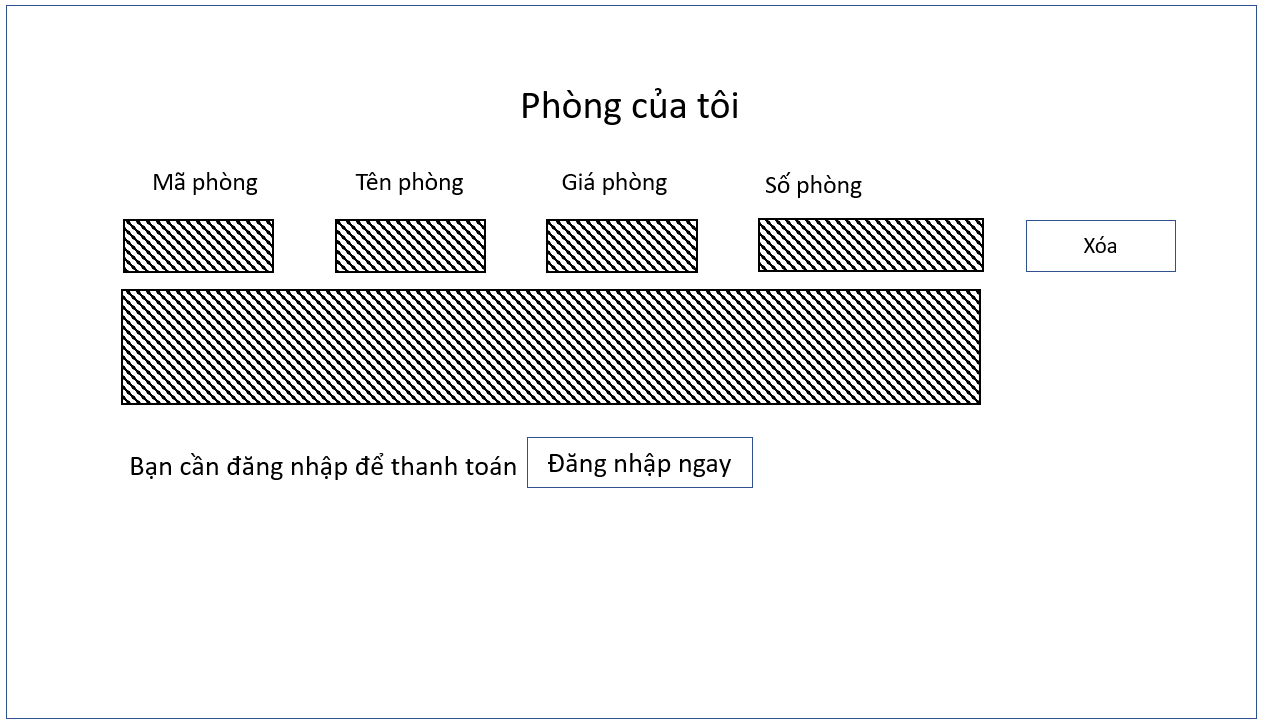 Phòng của tôi
Mã phòng
Tên phòng
Giá phòng
Số phòng
Xóa
Bạn cần đăng nhập để thanh toán
Đăng nhập ngay